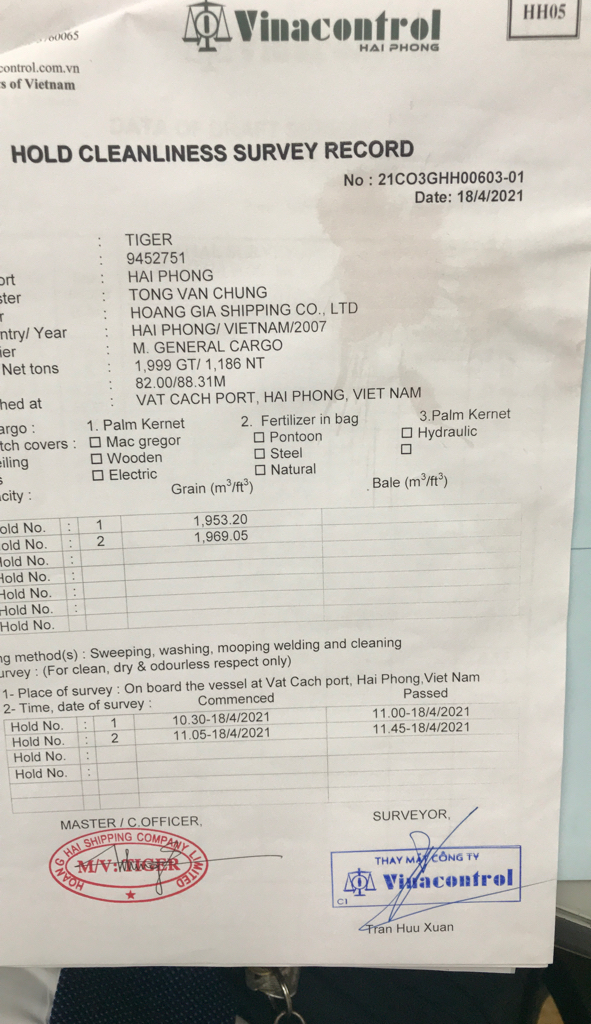 Vinacontrol
HAI PHONG
HH05
control.com.vn
s of Vietnam
HOLD CLEANLINESS SURVEY RECORD
No : 21CO3GHH00603-01
Date: 18/4/2021
: TIGER
: 9452751
ort : HAI PHONG
ster : TONG VAN CHUNG
r : HOANG GIA SHIPPING CO., LTD
ntry/ Year : HAI PHONG/ VIETNAM/2007
ier : M. GENERAL CARGO
Net tons : 1,999 GT/ 1,186 NT
: 82.00/88.31M
hed at : VAT CACH PORT, HAI PHONG, VIET NAM
argo : 1. Palm Kernet 2. Fertilizer in bag 3.Palm Kernet
tch covers : ☐ Mac gregor ☐ Pontoon ☐ Hydraulic
eiling ☐ Wooden ☐ Steel ☐
s ☐ Electric ☐ Natural
city : Grain (m³/ft³) Bale (m³/ft³)
old No. : 1 1,953.20
old No. : 2 1,969.05
Hold No. :
Hold No. :
Hold No. :
Hold No. :
Hold No.
ng method(s) : Sweeping, washing, mooping welding and cleaning
urvey : (For clean, dry & odourless respect only)
1- Place of survey : On board the vessel at Vat Cach port, Hai Phong,Viet Nam
2- Time, date of survey : Commenced Passed
Hold No. : 1 10.30-18/4/2021 11.00-18/4/2021
Hold No. : 2 11.05-18/4/2021 11.45-18/4/2021
Hold No. :
Hold No. :
MASTER / C.OFFICER, SURVEYOR,
HOANG HAI SHIPPING COMPANY LIMITED
M/V: TIGER
THAY MẶT CÔNG TY
Vinacontrol
C1
Tran Huu Xuan